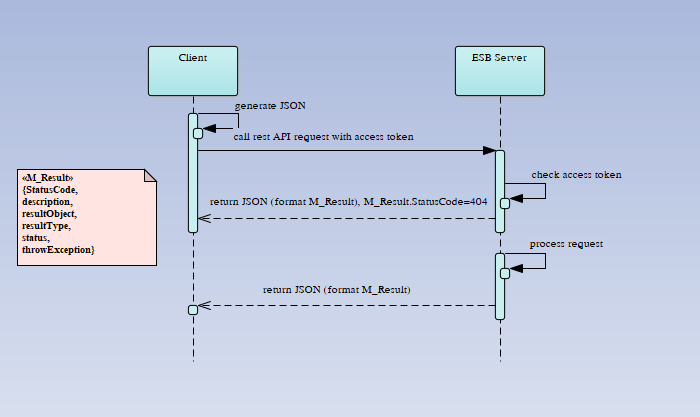 Client
ESB Server
generate JSON
call rest API request with access token
«M_Result»
{StatusCode,
description,
resultObject,
resultType,
status,
throwException}
check access token
return JSON (format M_Result), M_Result.StatusCode=404
process request
return JSON (format M_Result)